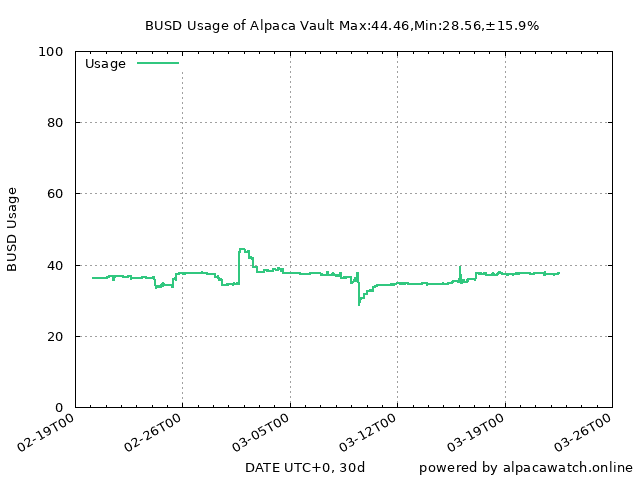 BUSD Usage of Alpaca Vault Max:44.46,Min:28.56,±15.9%
Usage
BUSD Usage
100
80
60
40
20
0
02-19T00
02-26T00
03-05T00
03-12T00
03-19T00
03-26T00
DATE UTC+0, 30d
powered by alpacawatch.online